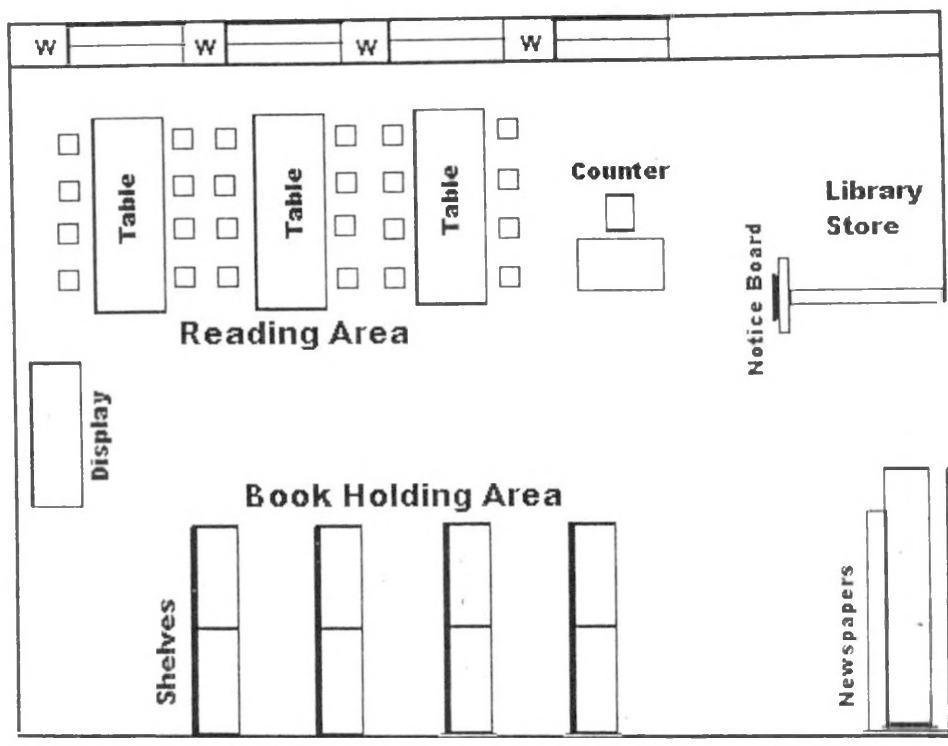 W W W W
Table
Table
Table
Counter
Library
Store
Notice Board
Reading Area
Display
Book Holding Area
Shelves
Newspapers